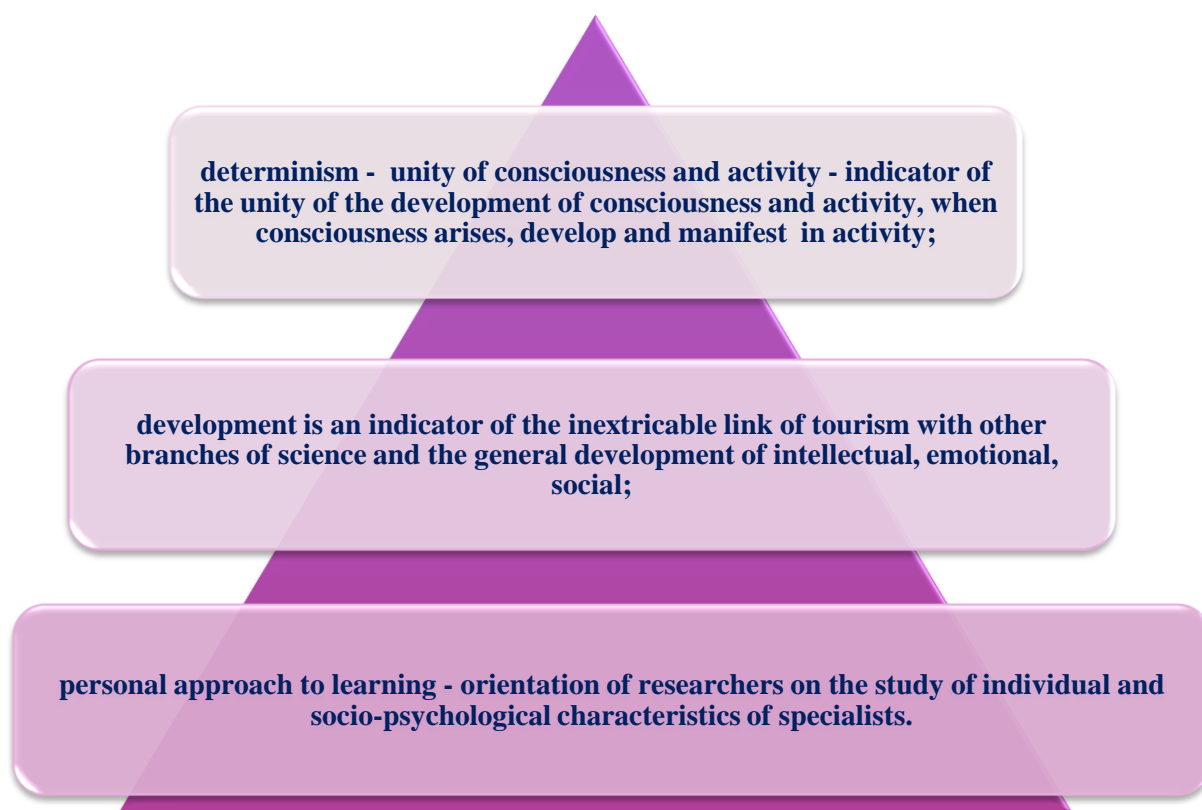 determinism - unity of consciousness and activity - indicator of
the unity of the development of consciousness and activity, when
consciousness arises, develop and manifest in activity;
development is an indicator of the inextricable link of tourism with other
branches of science and the general development of intellectual, emotional,
social;
personal approach to learning - orientation of researchers on the study of individual and
socio-psychological characteristics of specialists.